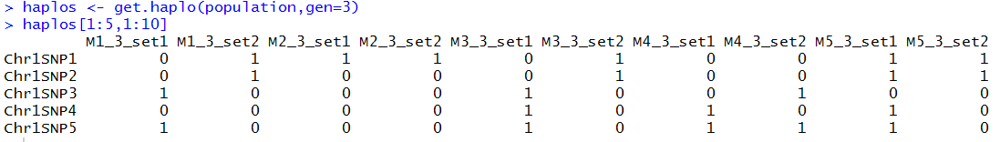 > haplos <- get.haplo(population,gen=3)
> haplos[1:5,1:10]
M1_3_set1 M1_3_set2 M2_3_set1 M2_3_set2 M3_3_set1 M3_3_set2 M4_3_set1 M4_3_set2 M5_3_set1 M5_3_set2
Chr1SNP1 0 1 1 1 0 1 0 0 1 1
Chr1SNP2 0 1 0 0 0 1 0 0 1 1
Chr1SNP3 1 0 0 0 1 0 0 1 0 0
Chr1SNP4 0 0 0 0 1 0 1 0 1 0
Chr1SNP5 1 0 0 0 1 0 1 1 1 0